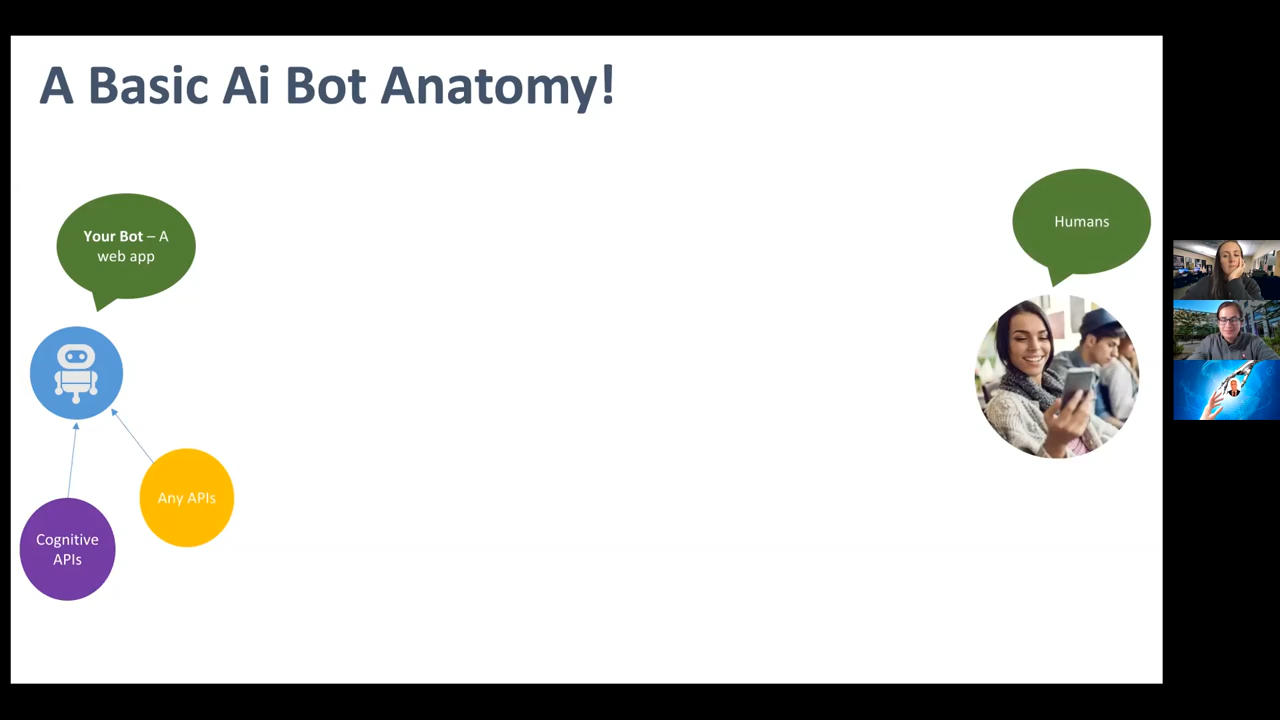 A Basic Ai Bot Anatomy!
Your Bot – A
web app
Humans
Any APIs
Cognitive
APIs